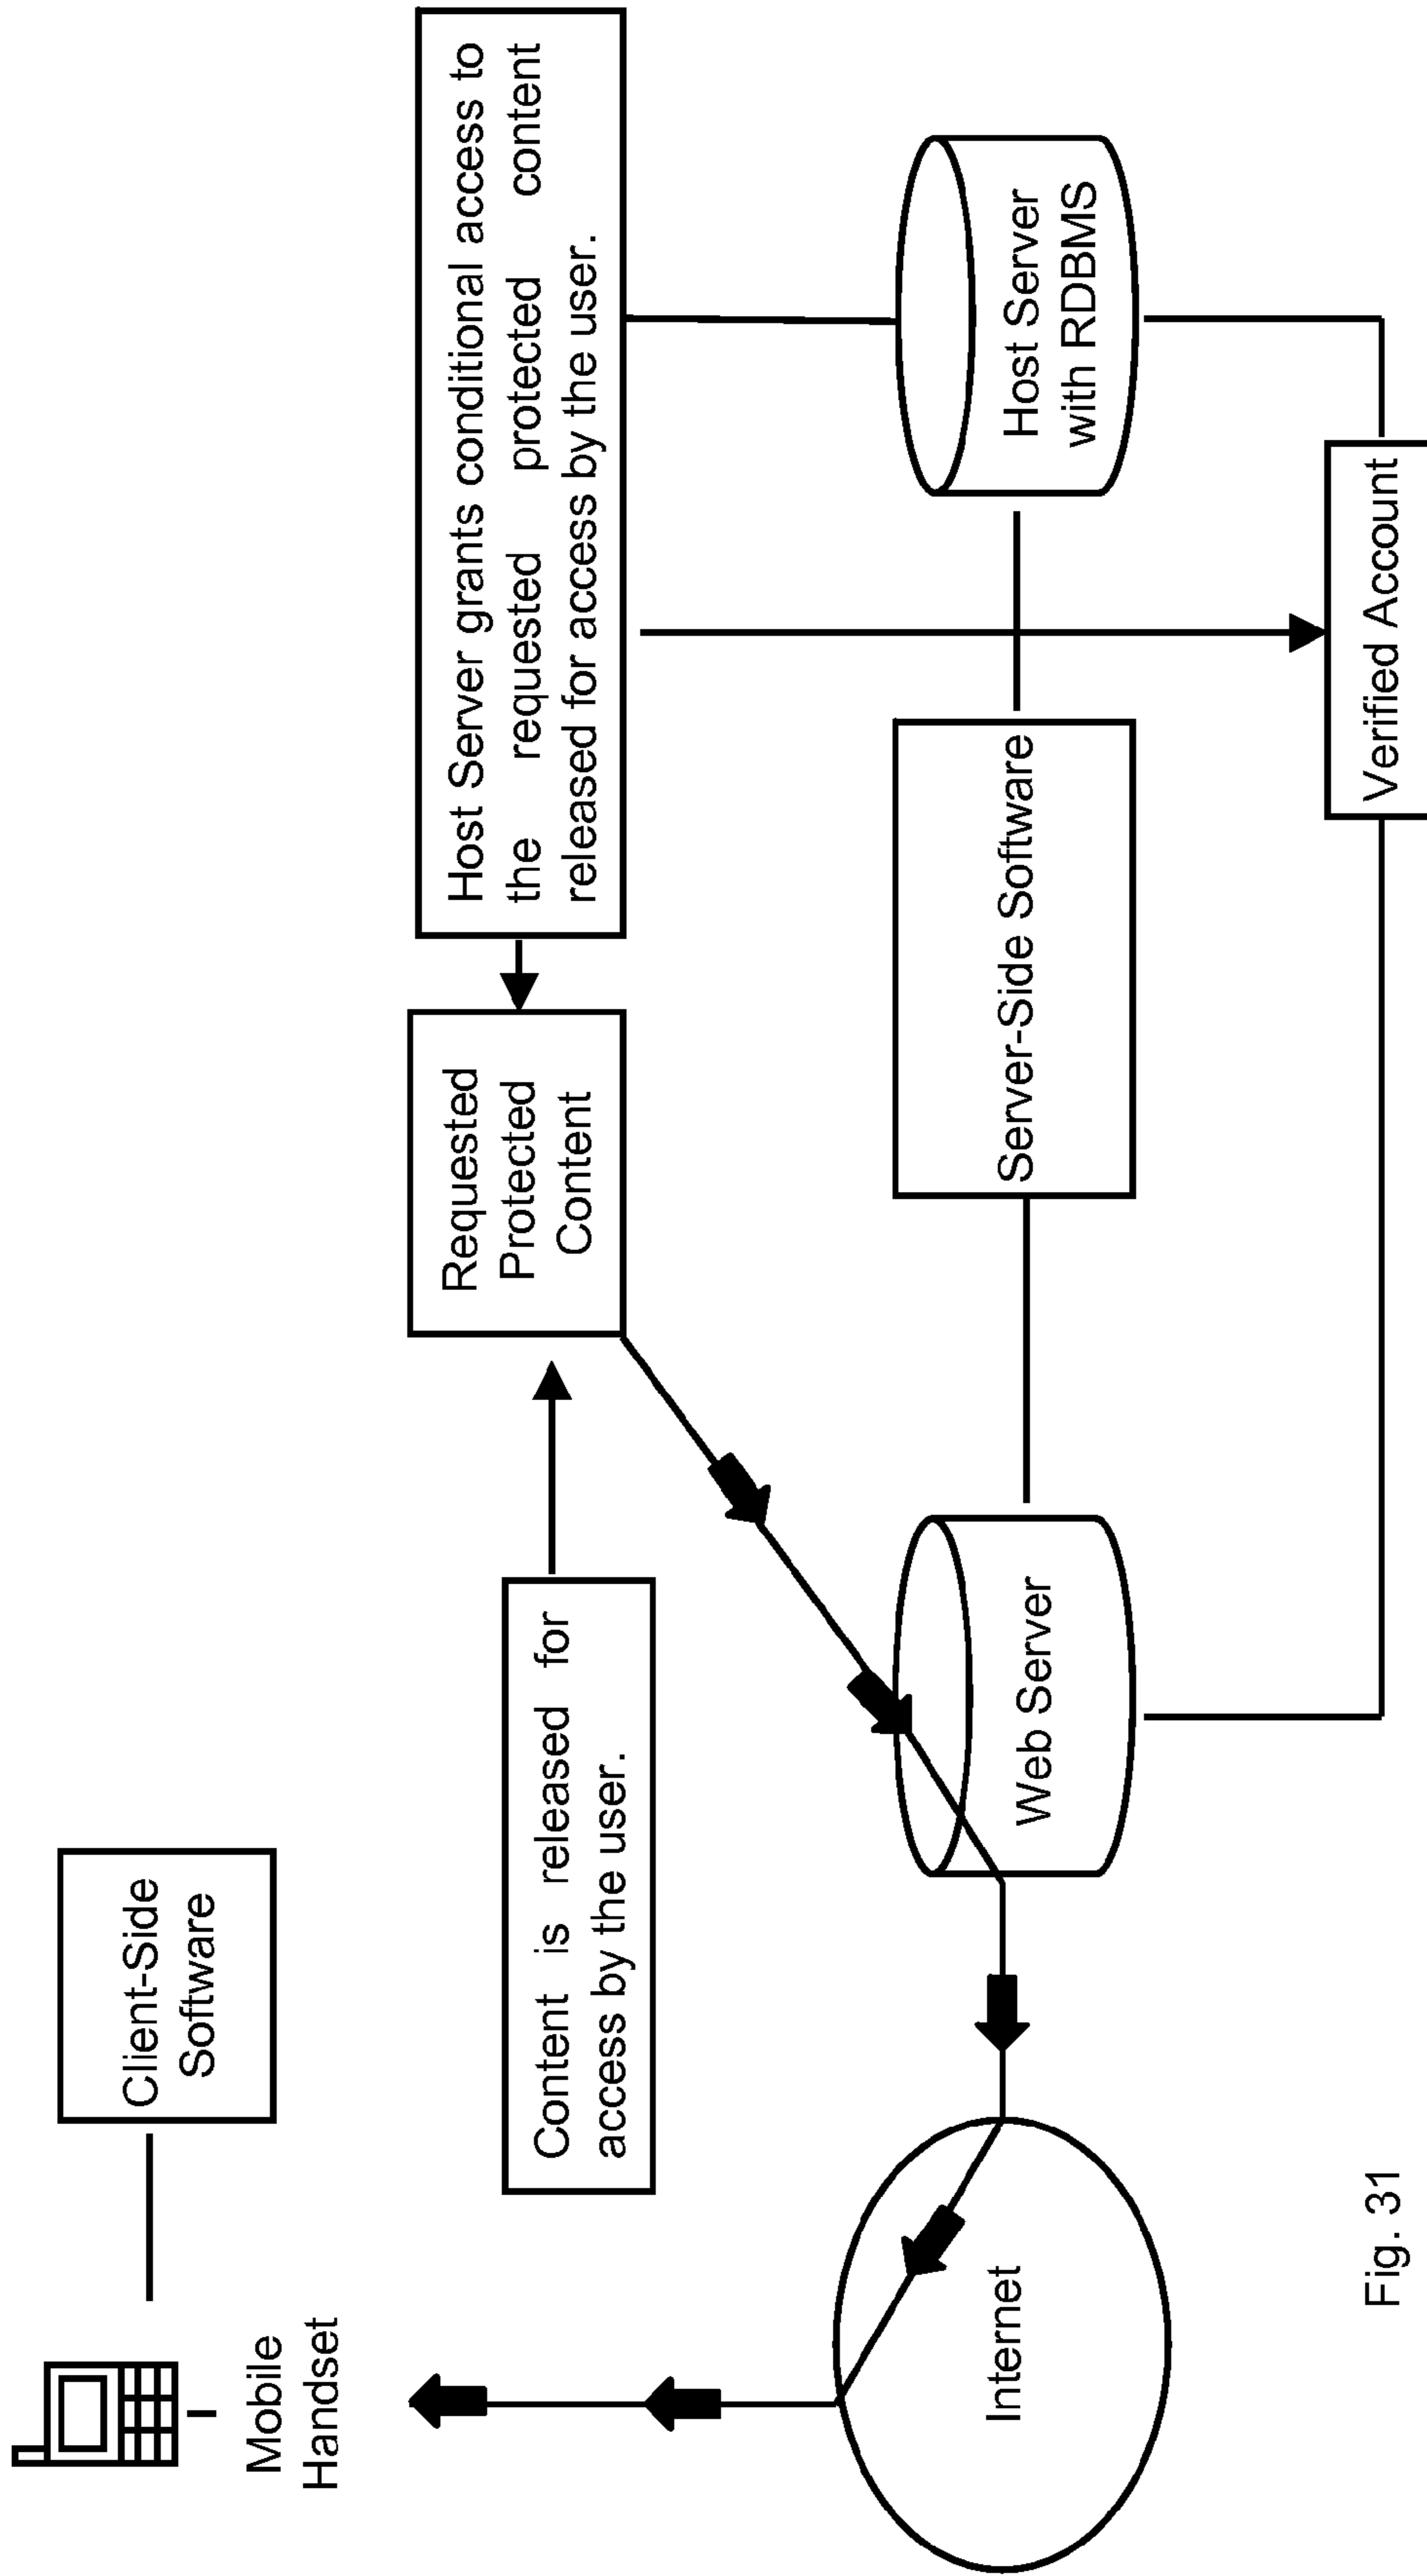 Mobile
Handset
Client-Side
Software
Content is released for
access by the user.
Requested
Protected
Content
Host Server grants conditional access to
the requested protected content
released for access by the user.
Internet
Web Server
Server-Side Software
Host Server
with RDBMS
Verified Account
Fig. 31